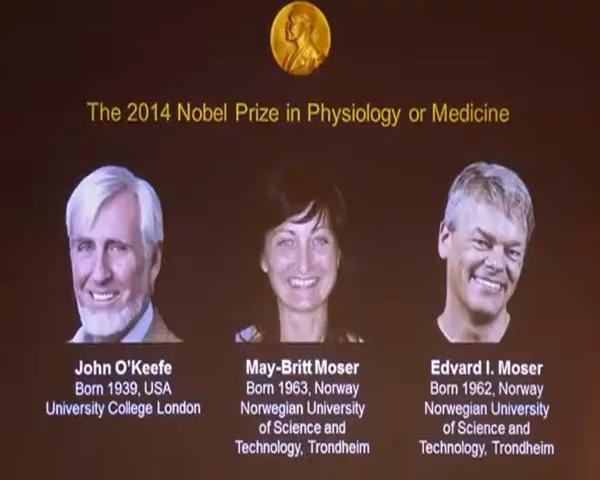 The 2014 Nobel Prize in Physiology or Medicine
John O'Keefe
Born 1939, USA
University College London
May-Britt Moser
Born 1963, Norway
Norwegian University
of Science and
Technology, Trondheim
Edvard I. Moser
Born 1962, Norway
Norwegian University
of Science and
Technology, Trondheim